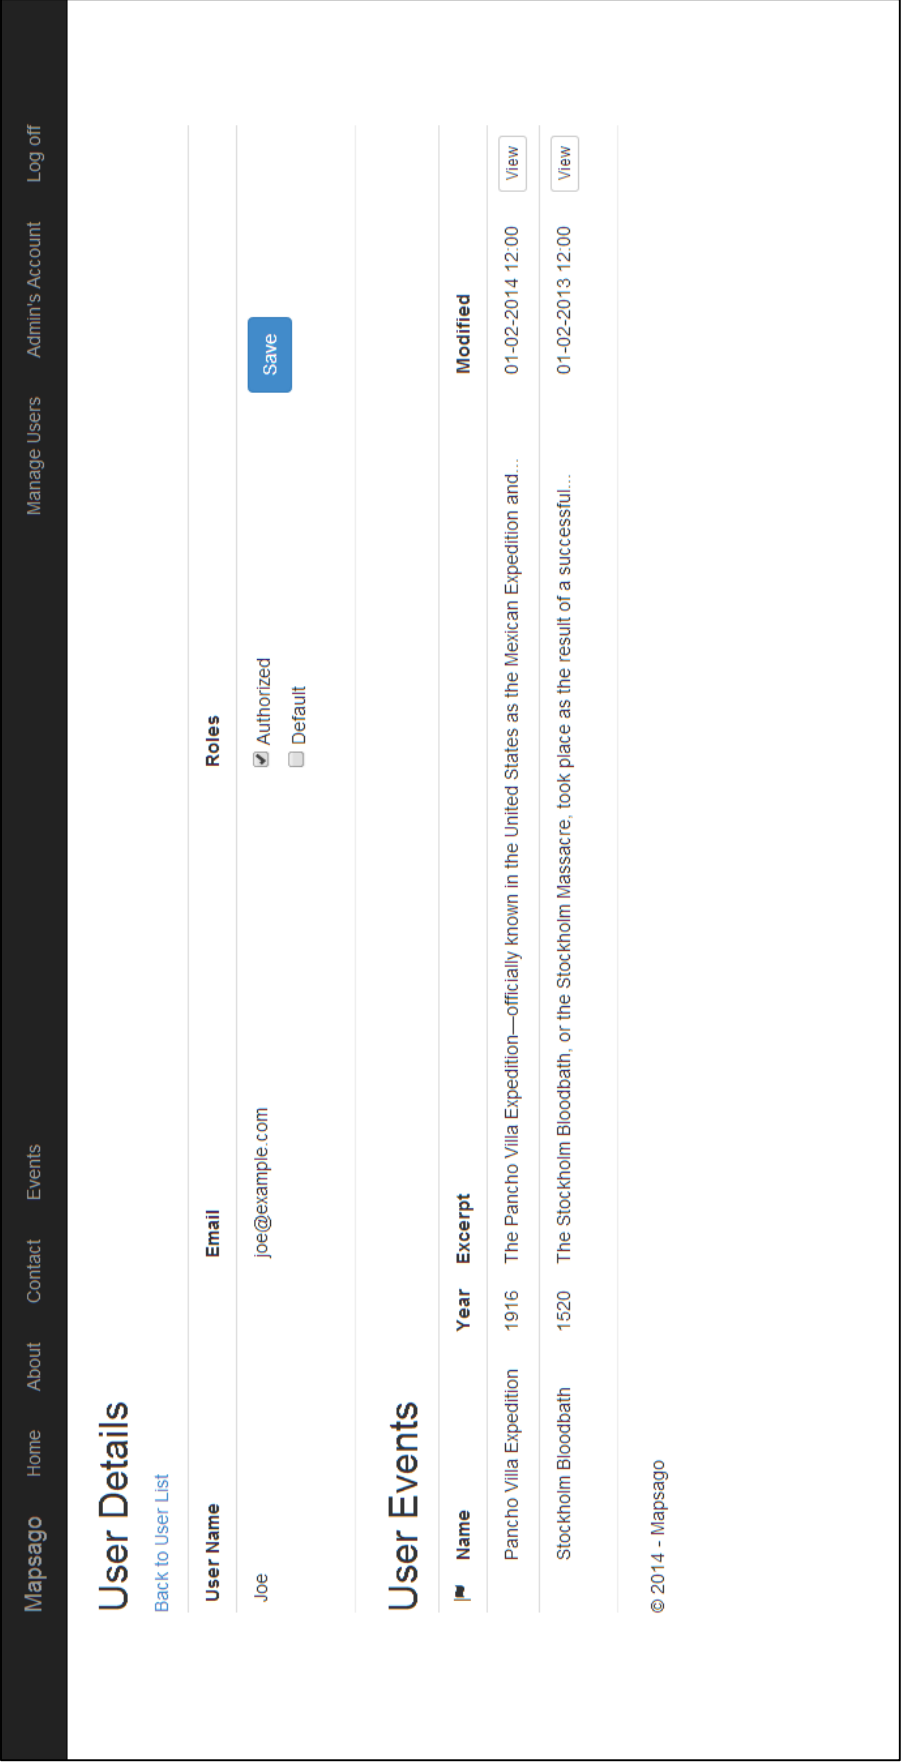 Mapsago Home About Contact Events Manage Users Admin's Account Log off
User Details
Back to User List
User Name Email Roles
Joe joe@example.com Authorized Save
Default
User Events
Name Year Excerpt Modified
Pancho Villa Expedition 1916 The Pancho Villa Expedition—officially known in the United States as the Mexican Expedition and... 01-02-2014 12:00 View
Stockholm Bloodbath 1520 The Stockholm Bloodbath, or the Stockholm Massacre, took place as the result of a successful... 01-02-2013 12:00 View
© 2014 - Mapsago